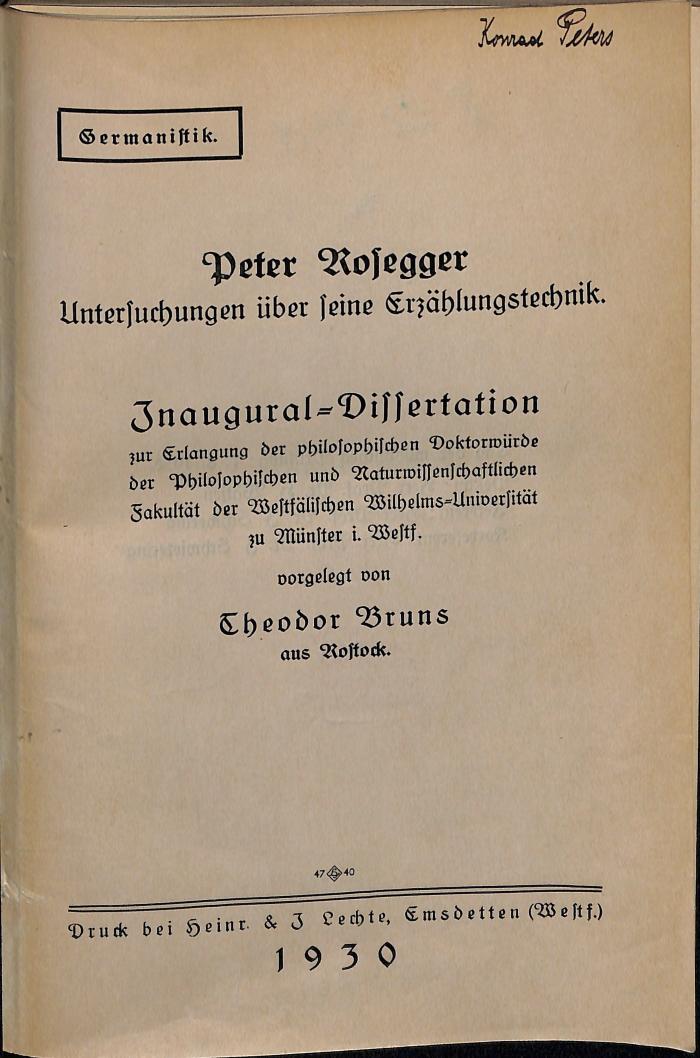 Konrad Peters
Germanistik.
Peter Rosegger
Untersuchungen über seine Erzählungstechnik.
Inaugural-Dissertation
zur Erlangung der philosophischen Doktorwürde
der Philosophischen und Naturwissenschaftlichen
Fakultät der Westfälischen Wilhelms-Universität
zu Münster i. Westf.
vorgelegt von
Theodor Bruns
aus Rostock.
47 40
Druck bei Heinr. & J Lechte, Emsdetten (Westf.)
1930